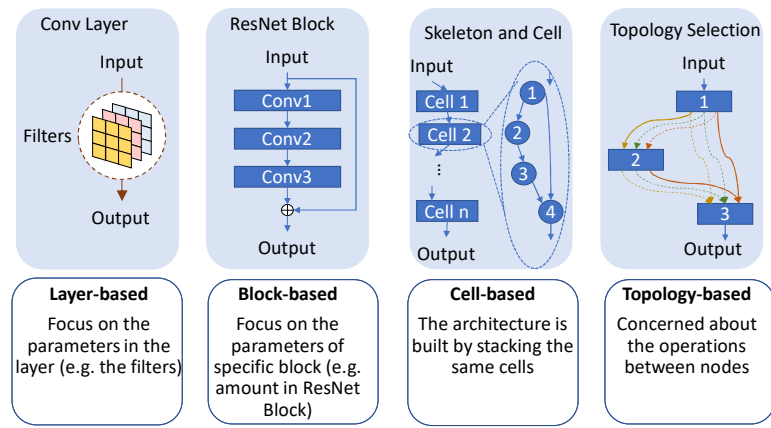 Conv Layer
Input
Filters
Output
ResNet Block
Input
Conv1
Conv2
Conv3
Output
Skeleton and Cell
Input
Cell 1
Cell 2
...
Cell n
Output
1
2
3
4
Topology Selection
Input
1
2
3
Output
Layer-based
Focus on the
parameters in the
layer (e.g. the filters)
Block-based
Focus on the
parameters of
specific block (e.g.
amount in ResNet
Block)
Cell-based
The architecture is
built by stacking the
same cells
Topology-based
Concerned about
the operations
between nodes